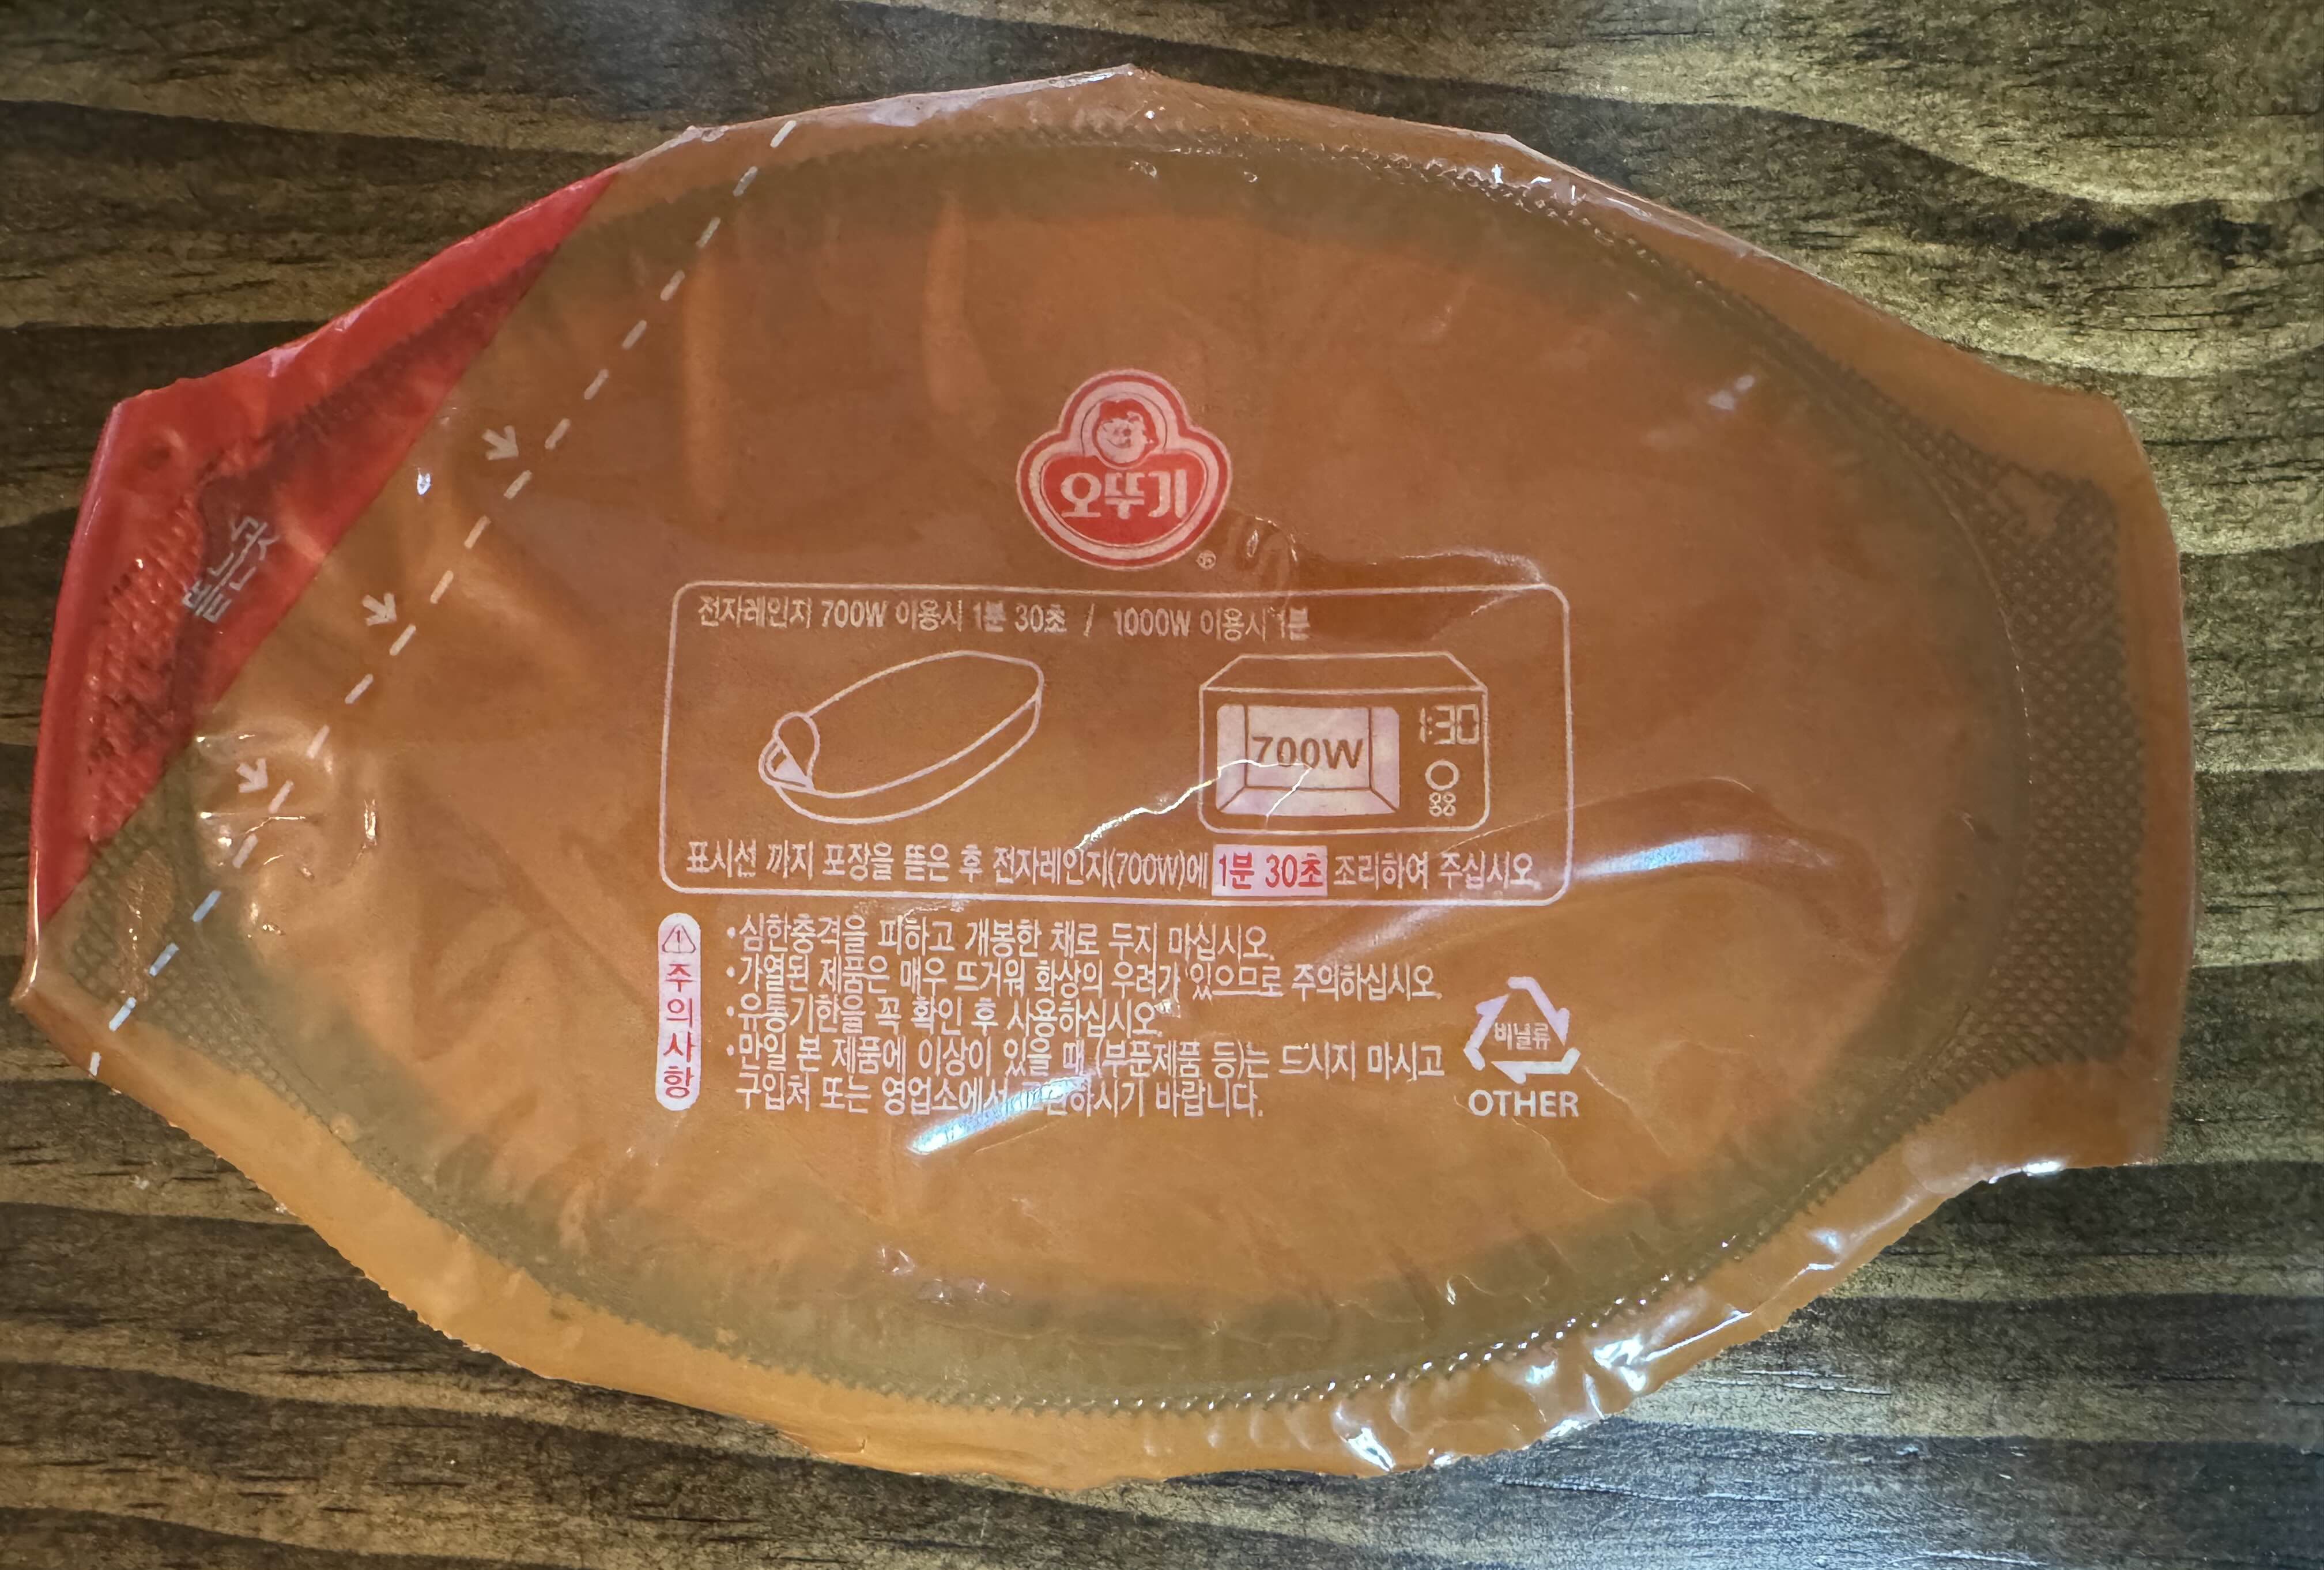 오뚜기
뜯는곳
전자레인지 700W 이용시 1분 30초 / 1000W 이용시 1분
700W
1:30
표시선 까지 포장을 뜯은 후 전자레인지(700W)에 1분 30초 조리하여 주십시오.
주의사항
·심한충격을 피하고 개봉한 채로 두지 마십시오.
·가열된 제품은 매우 뜨거워 화상의 우려가 있으므로 주의하십시오.
·유통기한을 꼭 확인 후 사용하십시오.
·만일 본 제품에 이상이 있을 때 (부푼제품 등)는 드시지 마시고
구입처 또는 영업소에서 교환하시기 바랍니다.
비닐류
OTHER